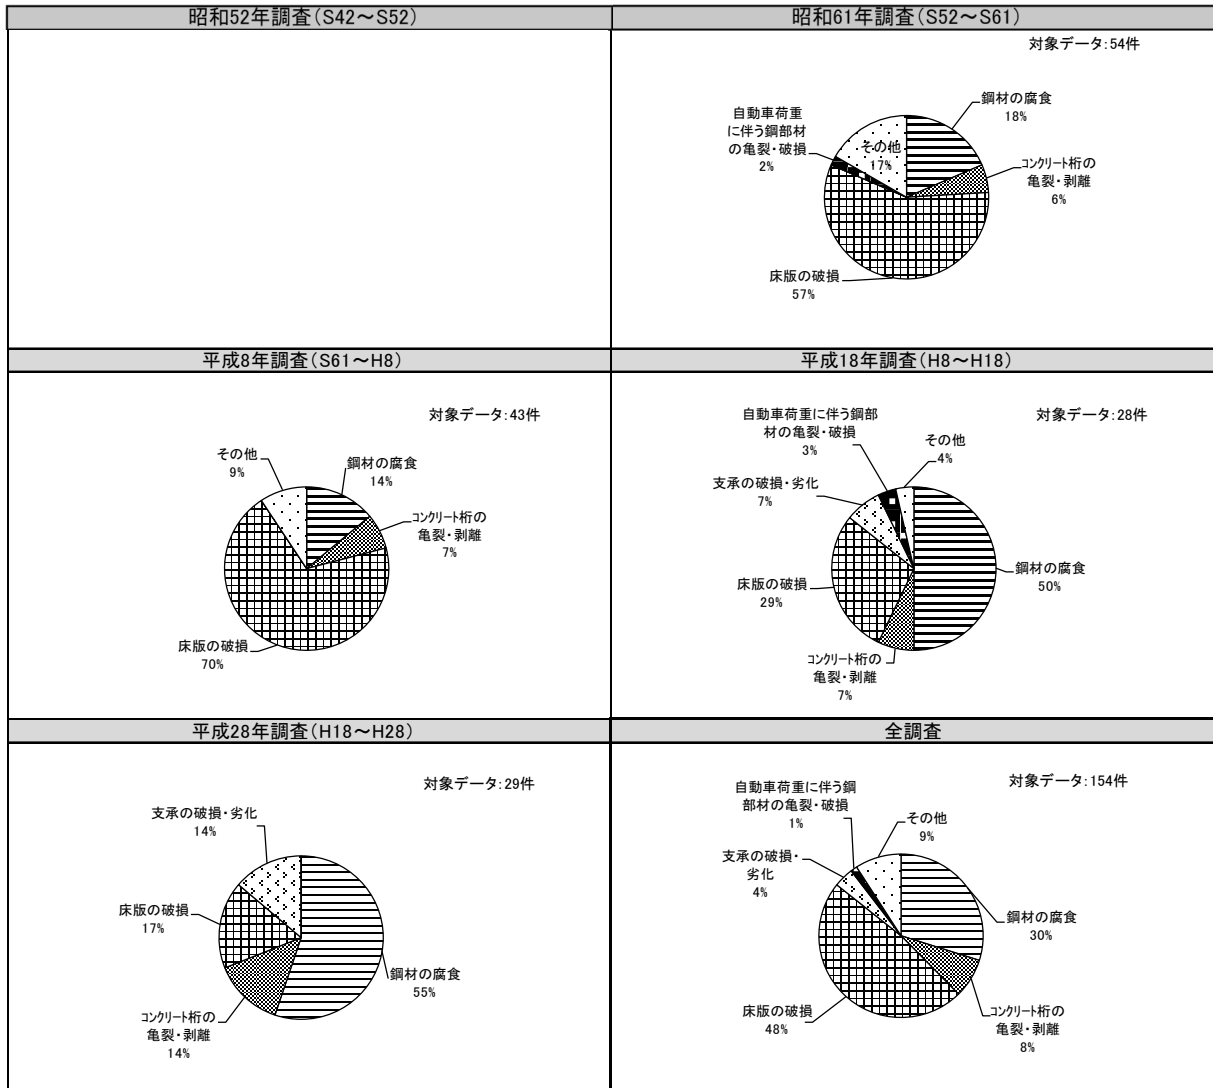 昭和52年調査(S42～S52)
昭和61年調査(S52～S61)
対象データ:54件
鋼材の腐食
18%
コンクリート桁の
亀裂・剥離
6%
床版の破損
57%
自動車荷重
に伴う鋼部材
の亀裂・破損
2%
その他
17%
平成8年調査(S61～H8)
対象データ:43件
その他
9%
鋼材の腐食
14%
コンクリート桁の
亀裂・剥離
7%
床版の破損
70%
平成18年調査(H8～H18)
対象データ:28件
自動車荷重に伴う鋼部
材の亀裂・破損
3%
その他
4%
支承の破損・劣化
7%
床版の破損
29%
鋼材の腐食
50%
コンクリート桁の
亀裂・剥離
7%
平成28年調査(H18～H28)
対象データ:29件
支承の破損・劣化
14%
床版の破損
17%
鋼材の腐食
55%
コンクリート桁の
亀裂・剥離
14%
全調査
対象データ:154件
自動車荷重に伴う鋼
部材の亀裂・破損
1%
その他
9%
支承の破損・
劣化
4%
鋼材の腐食
30%
床版の破損
48%
コンクリート桁の
亀裂・剥離
8%